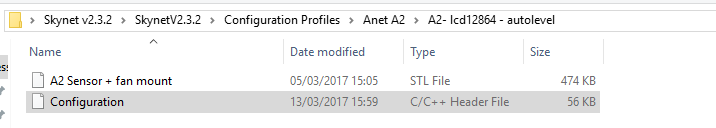 Skynet v2.3.2 > SkynetV2.3.2 > Configuration Profiles > Anet A2 > A2- lcd12864 - autolevel
Name Date modified Type Size
A2 Sensor + fan mount 05/03/2017 15:05 STL File 474 KB
Configuration 13/03/2017 15:59 C/C++ Header File 56 KB